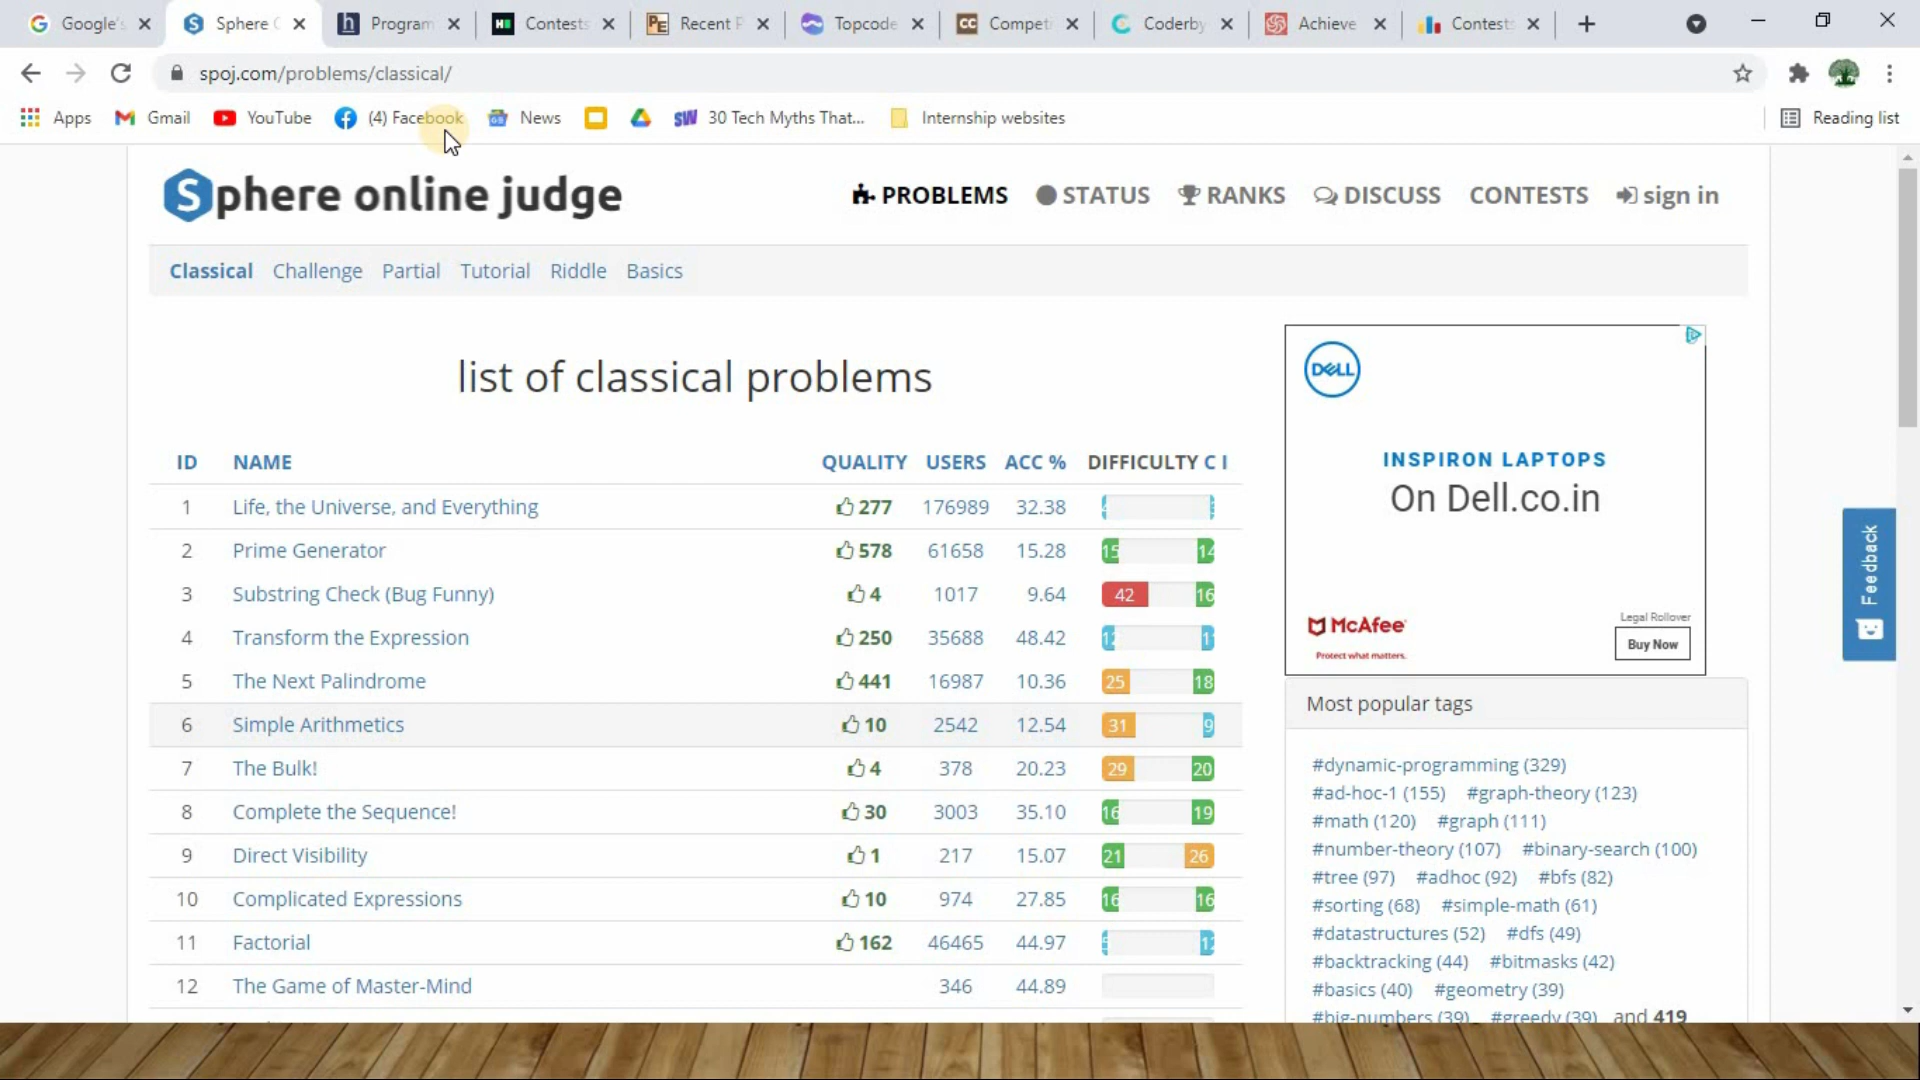 Google's
Sphere O
Program
Contests
Recent P
Topcode
Competi
Coderby
Achieve
Contests
spoj.com/problems/classical/
Apps
Gmail
YouTube
(4) Facebook
News
30 Tech Myths That...
Internship websites
Reading list
Sphere online judge
PROBLEMS
STATUS
RANKS
DISCUSS
CONTESTS
sign in
Classical Challenge Partial Tutorial Riddle Basics
list of classical problems
ID NAME QUALITY USERS ACC % DIFFICULTY C I
1 Life, the Universe, and Everything 277 176989 32.38
2 Prime Generator 578 61658 15.28 15 14
3 Substring Check (Bug Funny) 4 1017 9.64 42 16
4 Transform the Expression 250 35688 48.42 12 1
5 The Next Palindrome 441 16987 10.36 25 18
6 Simple Arithmetics 10 2542 12.54 31 9
7 The Bulk! 4 378 20.23 29 20
8 Complete the Sequence! 30 3003 35.10 16 19
9 Direct Visibility 1 217 15.07 21 26
10 Complicated Expressions 10 974 27.85 16 16
11 Factorial 162 46465 44.97 12
12 The Game of Master-Mind 346 44.89
DELL
INSPIRON LAPTOPS
On Dell.co.in
McAfee
Protect what matters.
Legal Rollover
Buy Now
Most popular tags
#dynamic-programming (329)
#ad-hoc-1 (155) #graph-theory (123)
#math (120) #graph (111)
#number-theory (107) #binary-search (100)
#tree (97) #adhoc (92) #bfs (82)
#sorting (68) #simple-math (61)
#datastructures (52) #dfs (49)
#backtracking (44) #bitmasks (42)
#basics (40) #geometry (39)
#big-numbers (39) #greedy (39) and 419
Feedback